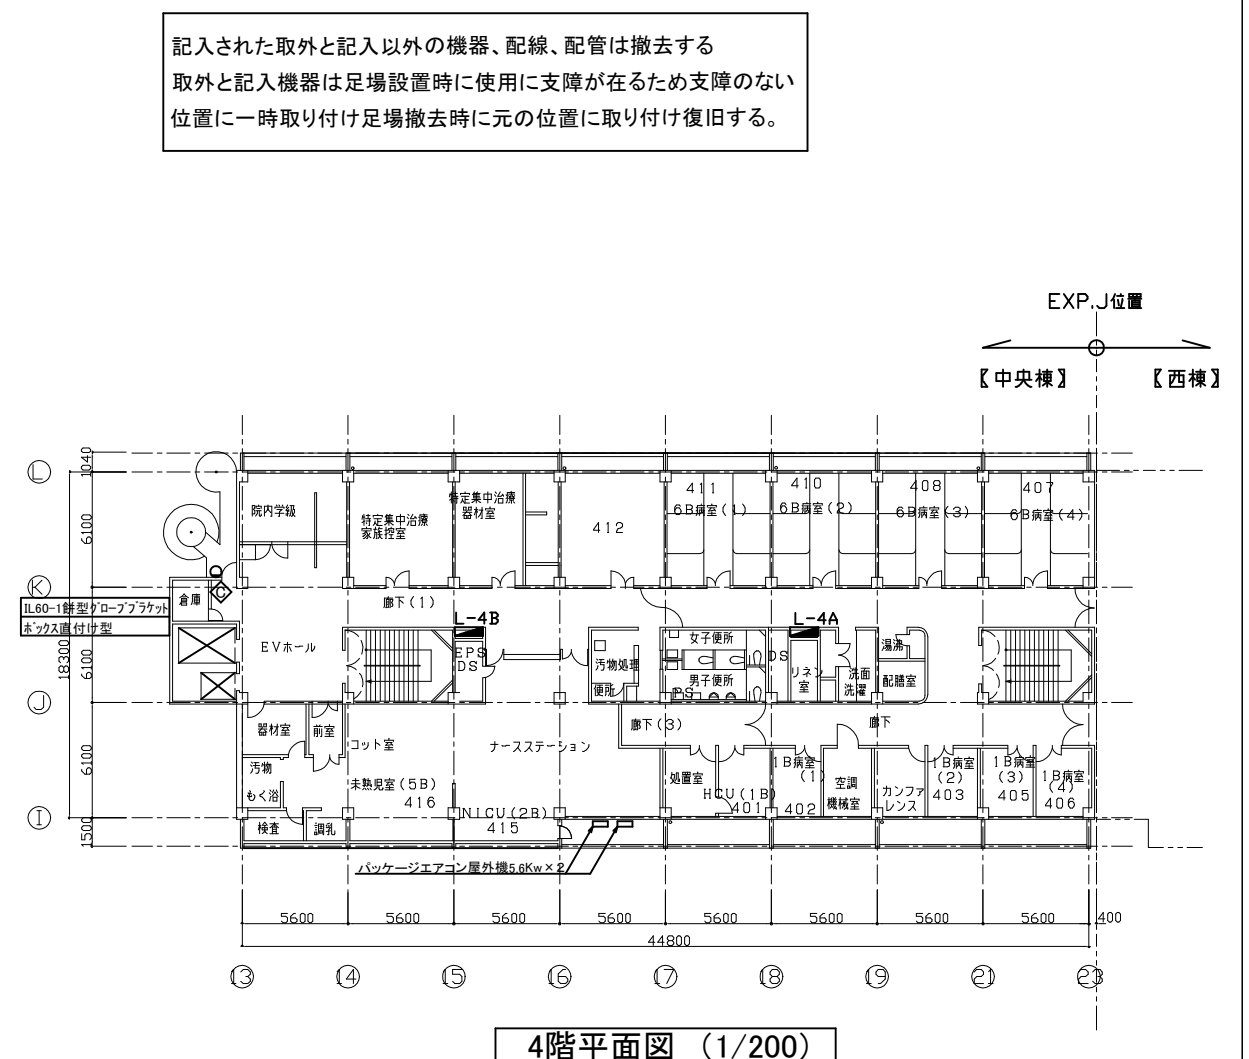 記入された取外と記入以外の機器、配線、配管は撤去する
取外と記入機器は足場設置時に使用に支障が在るため支障のない
位置に一時取り付け足場撤去時に元の位置に取り付け復旧する。
EXP.J位置
【中央棟】
【西棟】
L
K
J
I
1040
6100
6100
6100
1500
18300
院内学級
特定集中治療
家族控室
特定集中治療
器材室
412
411
6B病室(1)
410
6B病室(2)
408
6B病室(3)
407
6B病室(4)
C
倉庫
IL60-1餅型グローブブラケット
ボックス直付け型
廊下(1)
L-4B
L-4A
EVホール
EPS
DS
汚物処理
便所
女子便所
男子便所
PS
DS
リネン
室
洗面
洗濯
湯沸
配膳室
器材室
前室
コット室
ナースステーション
廊下(3)
廊下
汚物
もく浴
未熟児室(5B)
416
NICU(2B)
415
処置室
HCU(1B)
401
1B病室
(1)
402
空調
機械室
カンファ
レンス
1B病室
(2)
403
1B病室
(3)
405
1B病室
(4)
406
検査
調乳
パッケージエアコン屋外機5.6Kw×2
5600
5600
5600
5600
5600
5600
5600
5600
400
44800
13
14
15
16
17
18
19
21
23
4階平面図 (1/200)